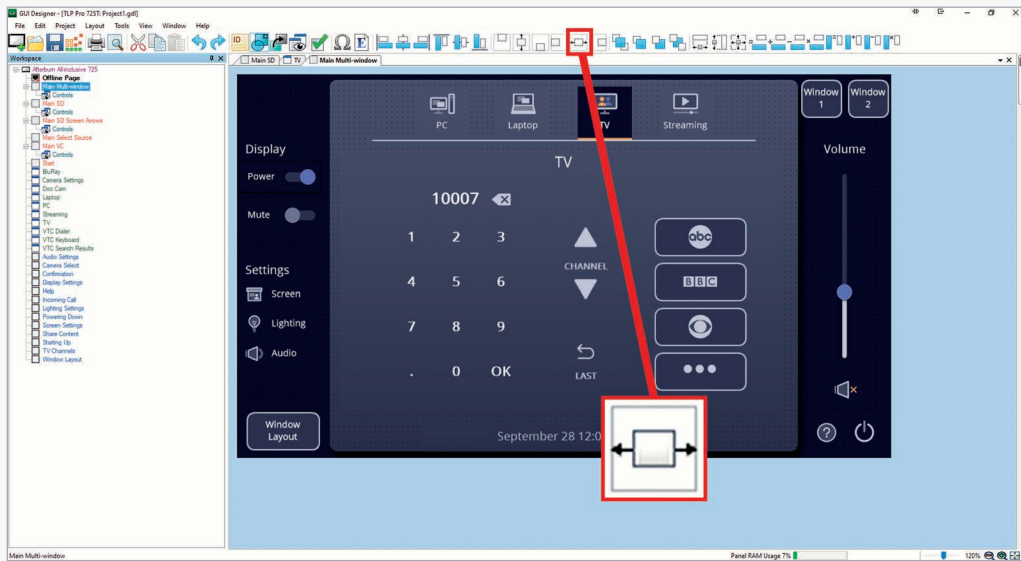 GUI Designer - [TLP Pro 725T: Project1.gdl]
File Edit Project Layout Tools View Window Help
Workspace
Main SD TV Main Multi-window
Afterburn All-inclusive 725
Offline Page
Main Multi-window
Controls
Main SD
Controls
Main SD Screen Arrows
Controls
Main Select Source
Main VC
Controls
Start
Blu-Ray
Camera Settings
Doc Cam
Laptop
PC
Streaming
TV
VTC Dialer
VTC Keyboard
VTC Search Results
Audio Settings
Camera Select
Confirmation
Display Settings
Help
Incoming Call
Lighting Settings
Powering Down
Screen Settings
Share Content
Starting Up
TV Channels
Window Layout
PC
Laptop
TV
Streaming
Window 1
Window 2
Display
Power
Mute
Settings
Screen
Lighting
Audio
Window
Layout
TV
10007
1 2 3
4 5 6
7 8 9
. 0 OK
CHANNEL
LAST
abc
BBC
Volume
September 28 12:0
Main Multi-window
Panel RAM Usage 7%
120%